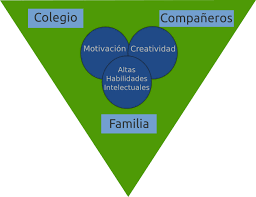 Colegio
Compañeros
Motivación
Creatividad
Altas
Habilidades
Intelectuales
Familia